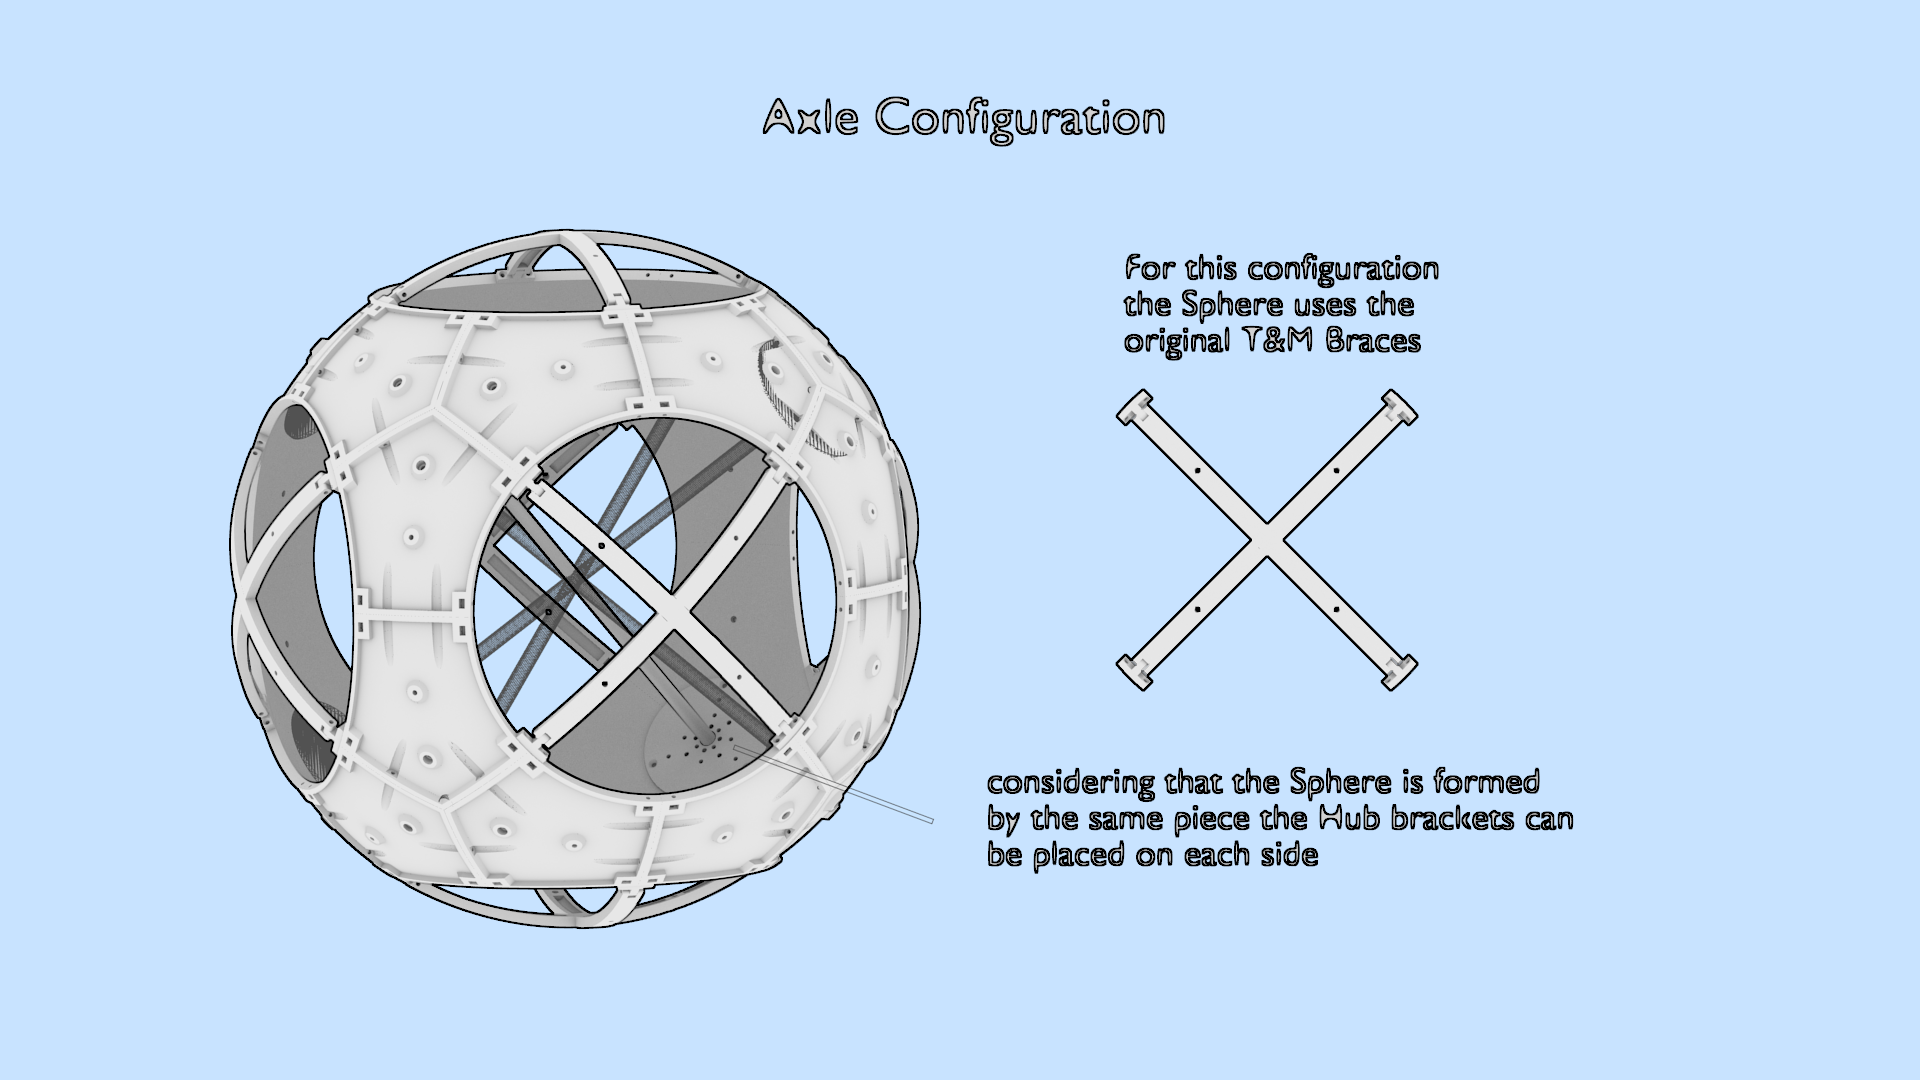 Axle Configuration
For this configuration
the Sphere uses the
original T&M Braces
considering that the Sphere is formed
by the same piece the Hub brackets can
be placed on each side